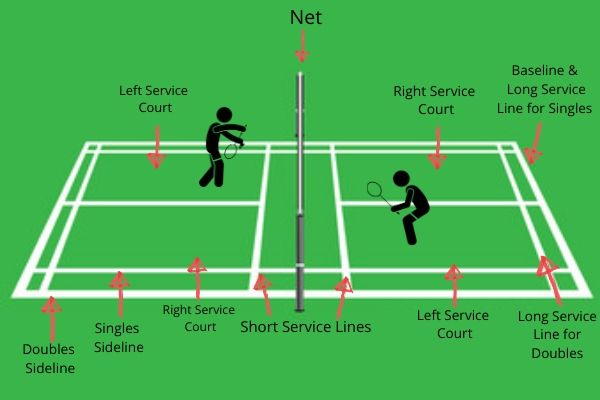 Net
Left Service
Court
Right Service
Court
Baseline &
Long Service
Line for Singles
Doubles
Sideline
Singles
Sideline
Right Service
Court
Short Service Lines
Left Service
Court
Long Service
Line for
Doubles